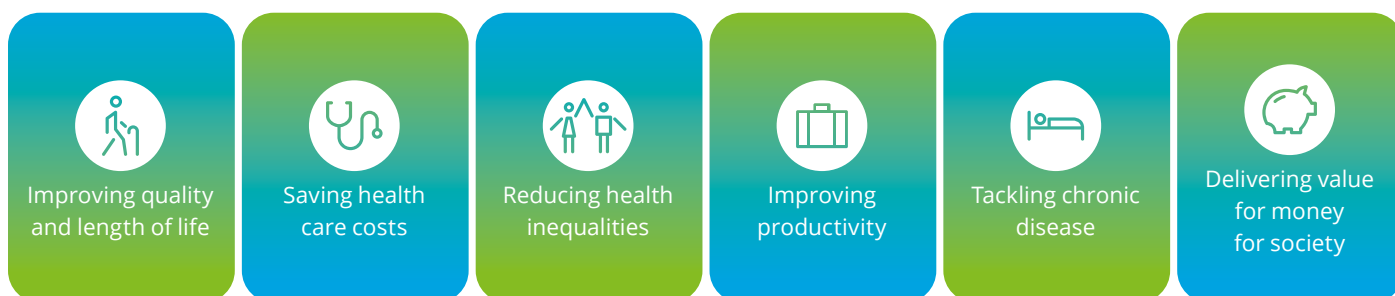 Improving quality
and length of life
Saving health
care costs
Reducing health
inequalities
Improving
productivity
Tackling chronic
disease
Delivering value
for money
for society